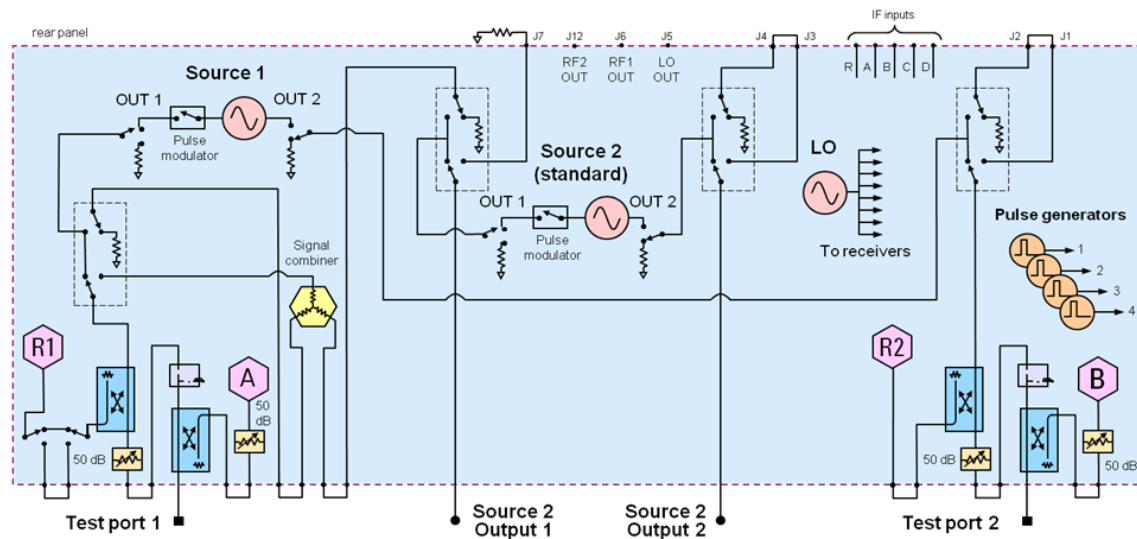 rear panel
J7
J12
J6
J5
J4
J3
IF inputs
J2
J1
RF2
OUT
RF1
OUT
LO
OUT
R
A
B
C
D
Source 1
OUT 1
OUT 2
Pulse
modulator
Source 2
(standard)
OUT 1
OUT 2
Pulse
modulator
LO
To receivers
Pulse generators
1
2
3
4
Signal
combiner
R1
A
50
dB
50 dB
R2
B
50 dB
50 dB
Test port 1
Source 2
Output 1
Source 2
Output 2
Test port 2